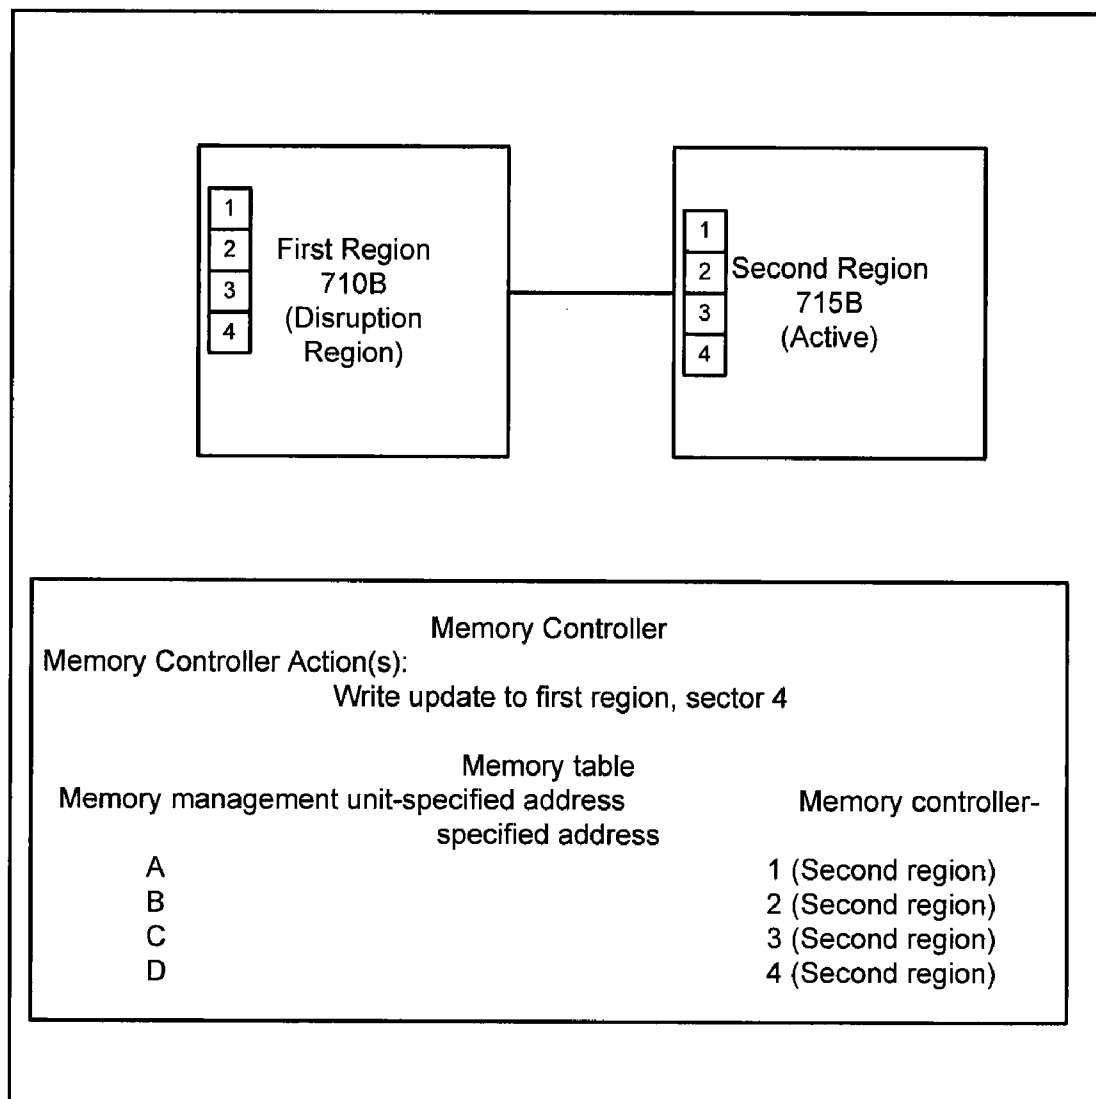 1
2
3
4
First Region
710B
(Disruption
Region)
1
2
3
4
Second Region
715B
(Active)
Memory Controller
Memory Controller Action(s):
Write update to first region, sector 4
Memory table
Memory management unit-specified address Memory controller-
specified address
A 1 (Second region)
B 2 (Second region)
C 3 (Second region)
D 4 (Second region)